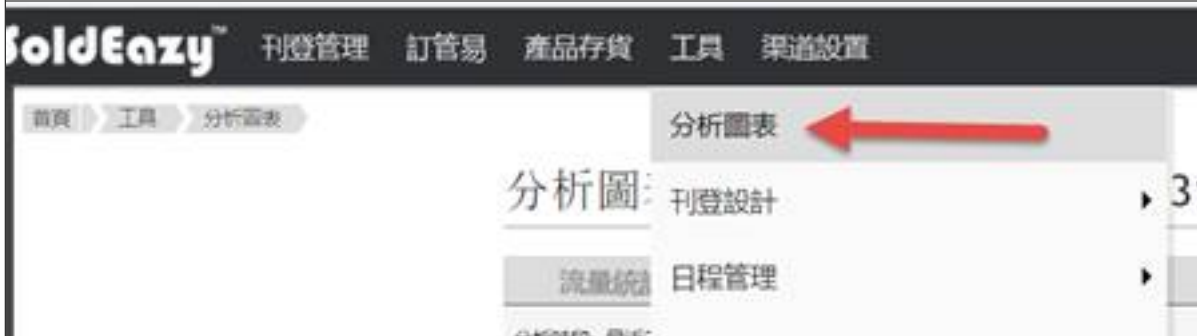 SoldEazy™ 刊登管理 訂管易 產品存貨 工具 渠道設置
首頁 工具 分析圖表
分析圖表
分析圖 3
刊登設計
流量統
日程管理